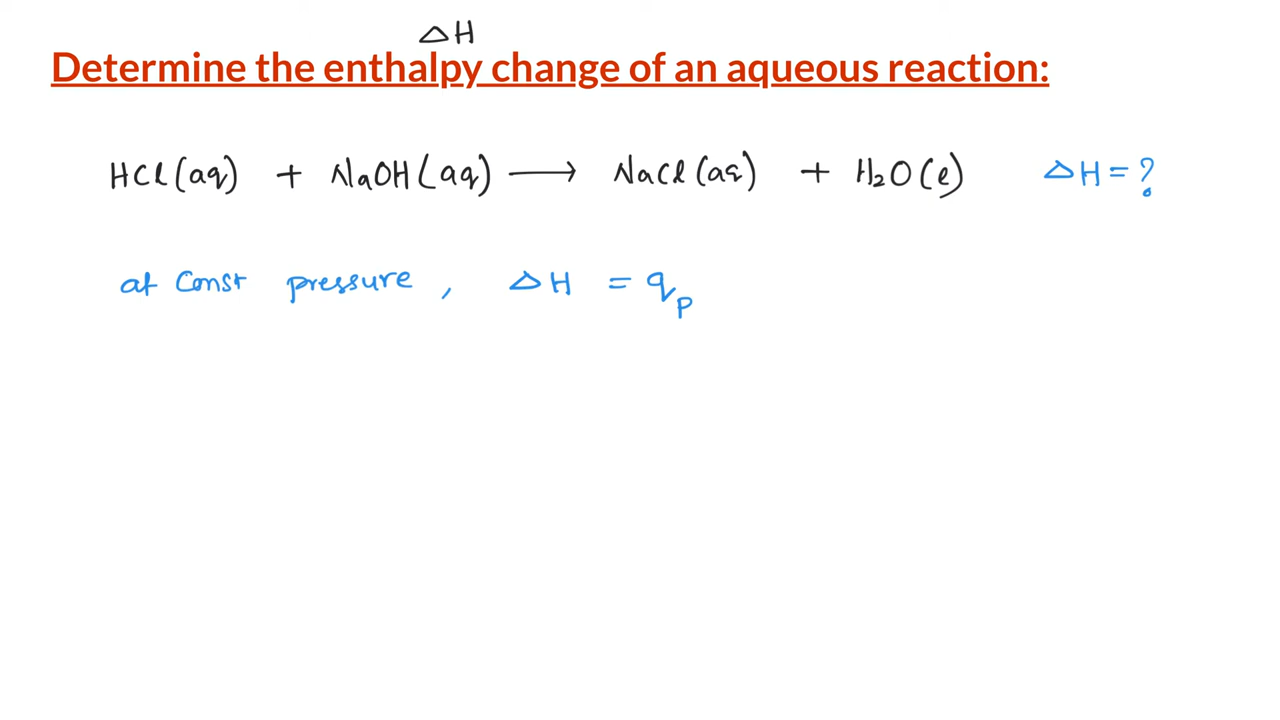 ΔH
Determine the enthalpy change of an aqueous reaction:
HCl(aq) + NaOH(aq) ⟶ NaCl(aq) + H₂O(ℓ) ΔH = ?
at Const pressure, ΔH = qₚ